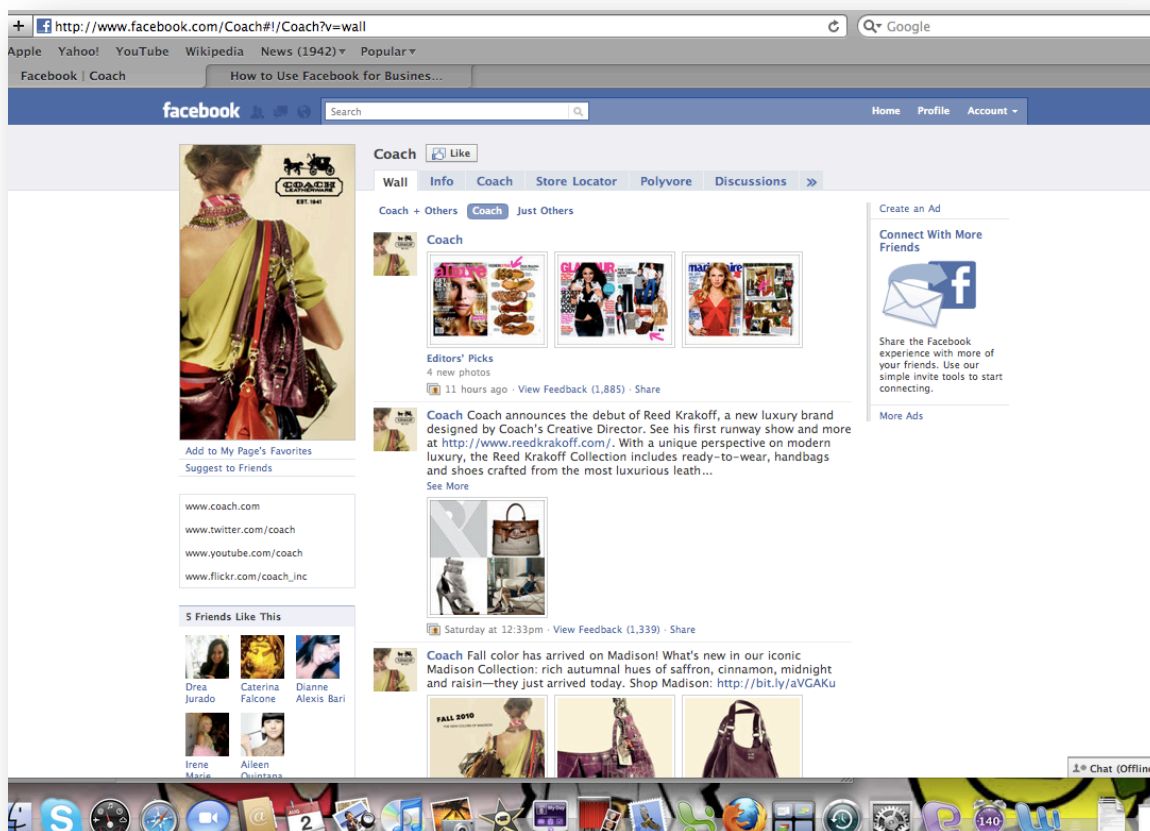 http://www.facebook.com/Coach#!/Coach?v=wall
Google
Apple Yahoo! YouTube Wikipedia News (1942) Popular
Facebook | Coach
How to Use Facebook for Busines...
facebook
Search
Home Profile Account
COACH
LEATHERWARE
EST. 1941
Add to My Page's Favorites
Suggest to Friends
www.coach.com
www.twitter.com/coach
www.youtube.com/coach
www.flickr.com/coach_inc
5 Friends Like This
Drea Jurado
Caterina Falcone
Dianne Alexis Bari
Irene Marie
Aileen Quintana
Coach Like
Wall Info Coach Store Locator Polyvore Discussions »
Coach + Others Coach Just Others
Coach
allure
GLAMOUR
marie claire
Editors' Picks
4 new photos
11 hours ago · View Feedback (1,885) · Share
Coach Coach announces the debut of Reed Krakoff, a new luxury brand
designed by Coach's Creative Director. See his first runway show and more
at http://www.reedkrakoff.com/. With a unique perspective on modern
luxury, the Reed Krakoff Collection includes ready-to-wear, handbags
and shoes crafted from the most luxurious leath...
See More
Saturday at 12:33pm · View Feedback (1,339) · Share
Coach Fall color has arrived on Madison! What's new in our iconic
Madison Collection: rich autumnal hues of saffron, cinnamon, midnight
and raisin—they just arrived today. Shop Madison: http://bit.ly/aVGAKu
FALL 2010
THE NEW COLORS OF MADISON
Create an Ad
Connect With More
Friends
Share the Facebook
experience with more of
your friends. Use our
simple invite tools to start
connecting.
More Ads
Chat (Offline
2
140